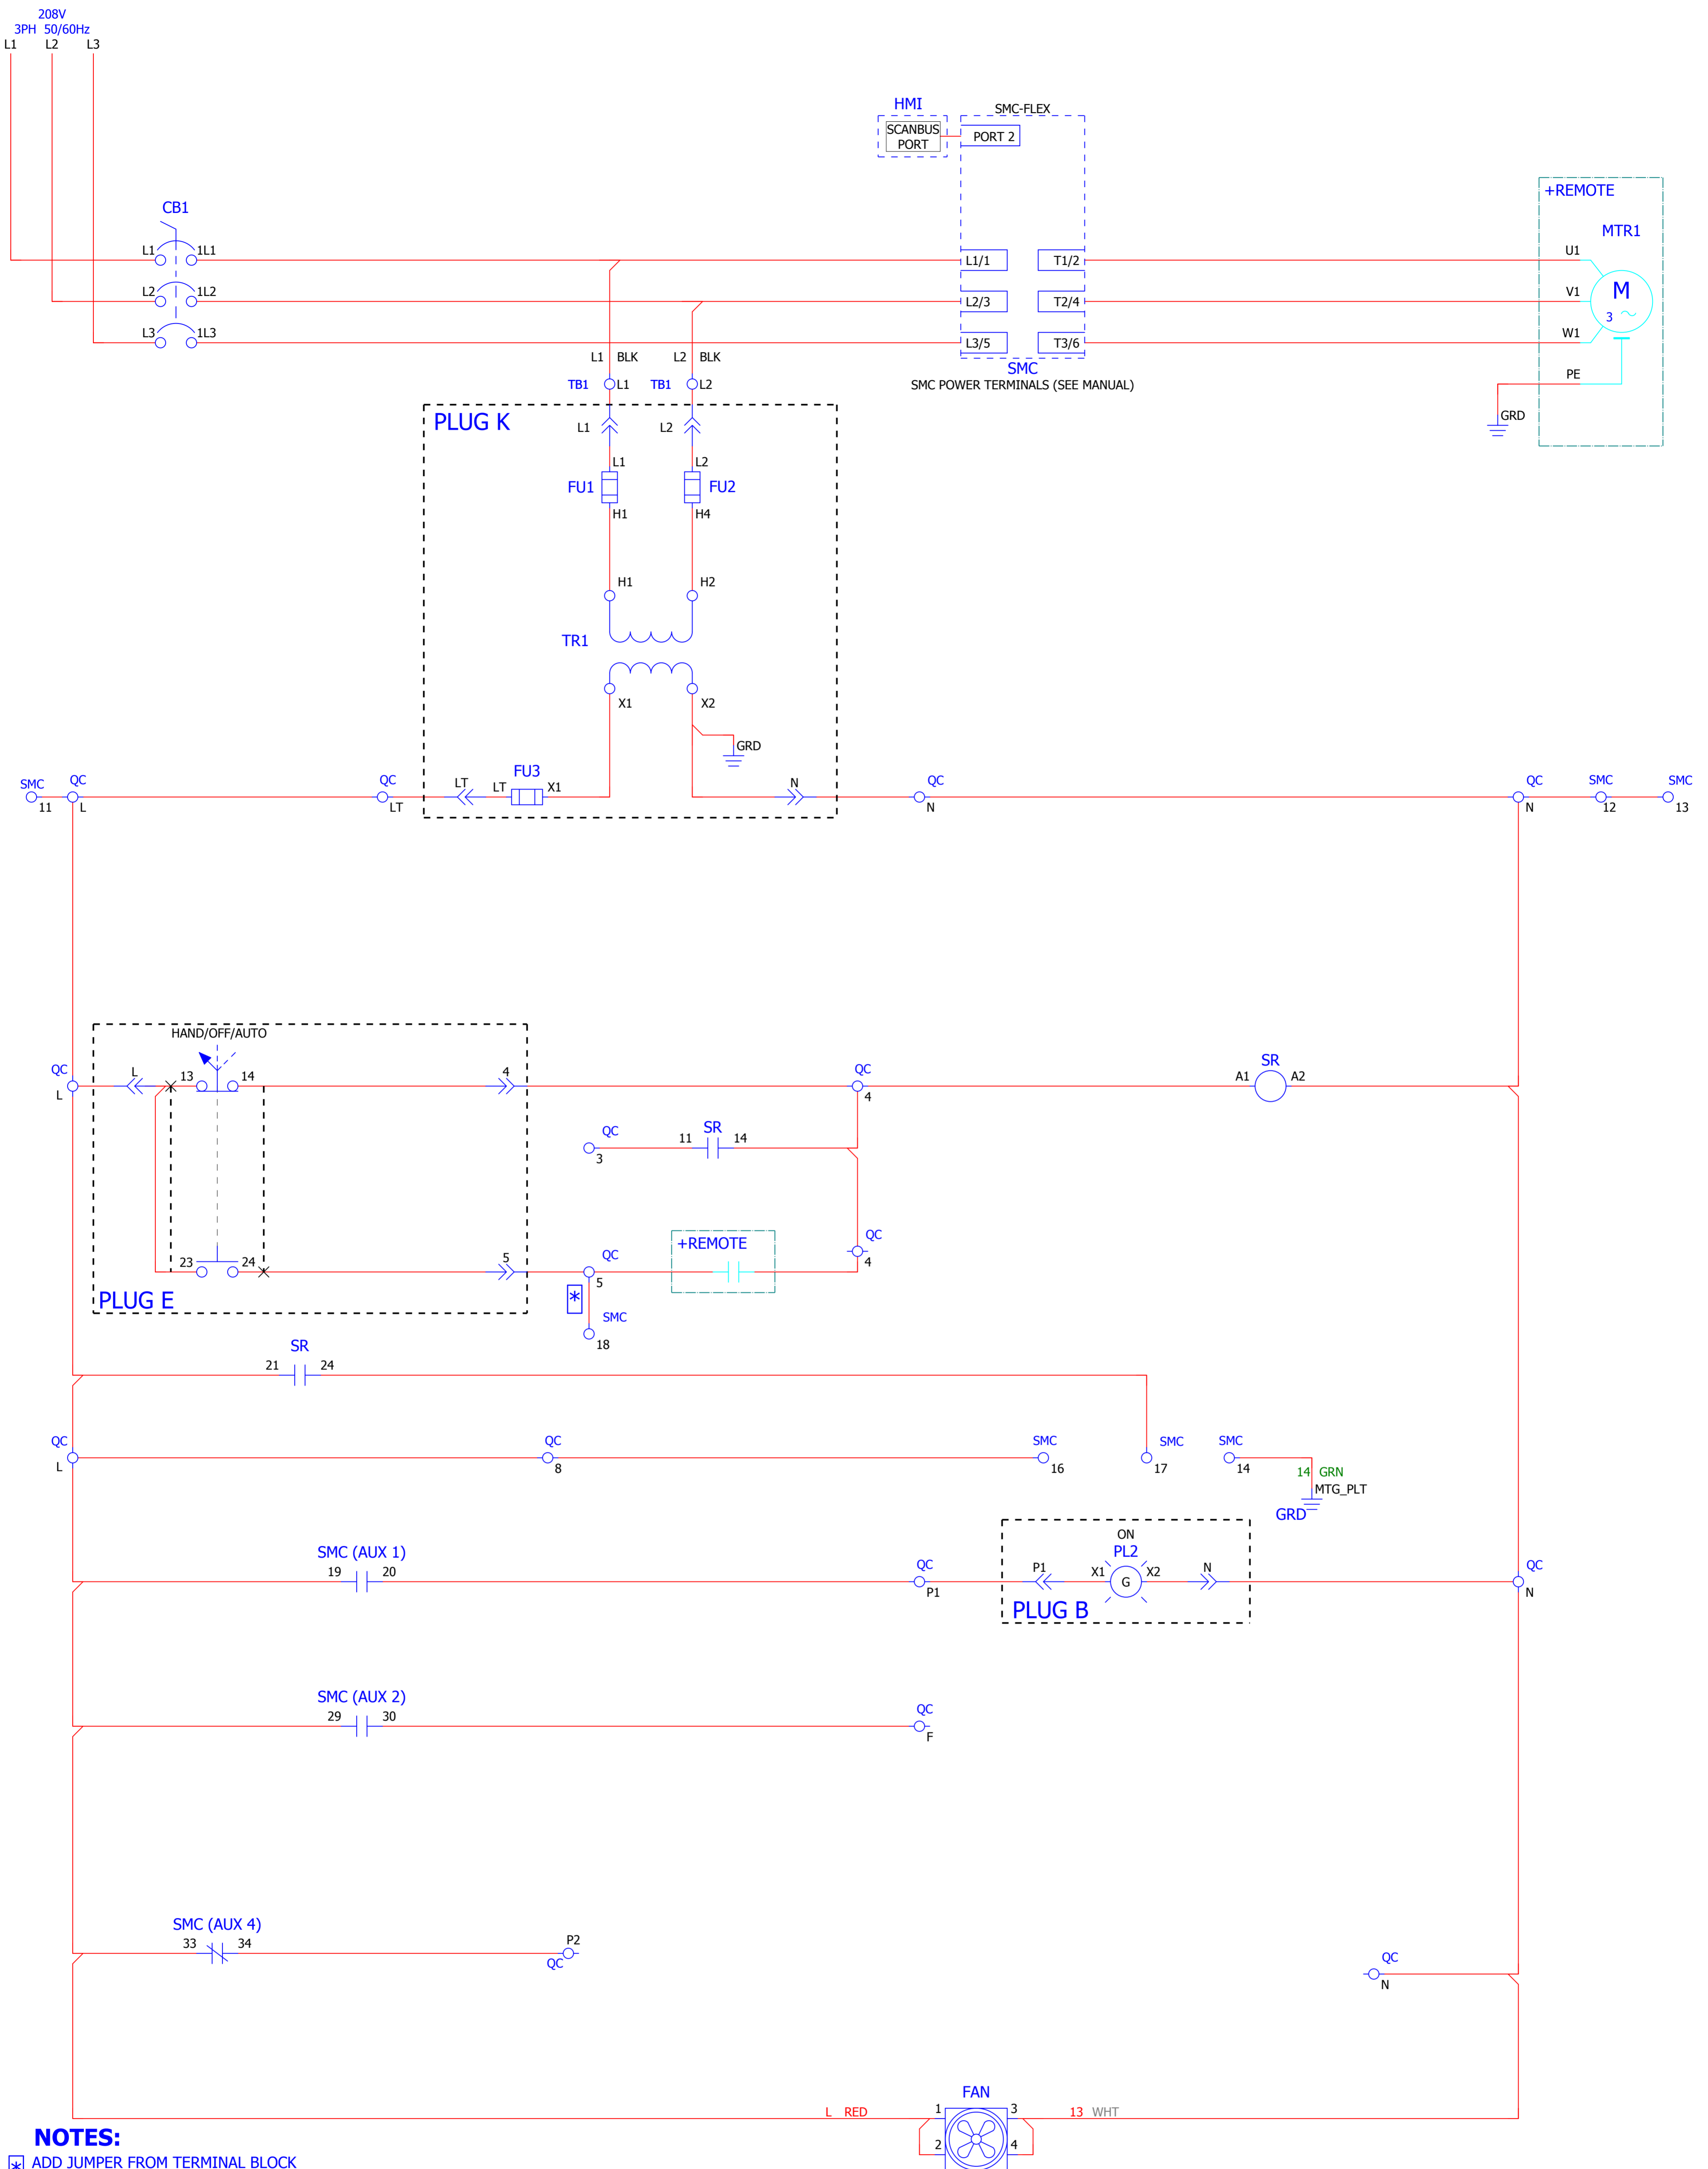 208V
3PH 50/60Hz
L1 L2 L3
HMI
SCANBUS
PORT
SMC-FLEX
PORT 2
+REMOTE
MTR1
CB1
L1 1L1
L1/1 T1/2
U1
L2 1L2
L2/3 T2/4
V1
M
3
L3 1L3
L3/5 T3/6
W1
SMC
SMC POWER TERMINALS (SEE MANUAL)
PE
GRD
L1 BLK L2 BLK
TB1 L1 TB1 L2
PLUG K
L1 L2
L1 L2
FU1 FU2
H1 H4
H1 H2
TR1
X1 X2
GRD
SMC
11
QC
L
QC
LT
LT
LT
FU3
X1
N
QC
N
QC
N
SMC
12
SMC
13
HAND/OFF/AUTO
QC
L
L
13 14
4
QC
4
SR
A1 A2
QC
3
SR
11 14
+REMOTE
QC
4
23 24
5
QC
5
PLUG E
*
SMC
18
SR
21 24
QC
L
QC
8
SMC
16
SMC
17
SMC
14
14 GRN
MTG_PLT
GRD
SMC (AUX 1)
19 20
QC
P1
ON
PL2
P1
X1 G X2
N
PLUG B
QC
N
SMC (AUX 2)
29 30
QC
F
SMC (AUX 4)
33 34
P2
QC
QC
N
FAN
L RED
1 3
13 WHT
2 4
NOTES:
* ADD JUMPER FROM TERMINAL BLOCK